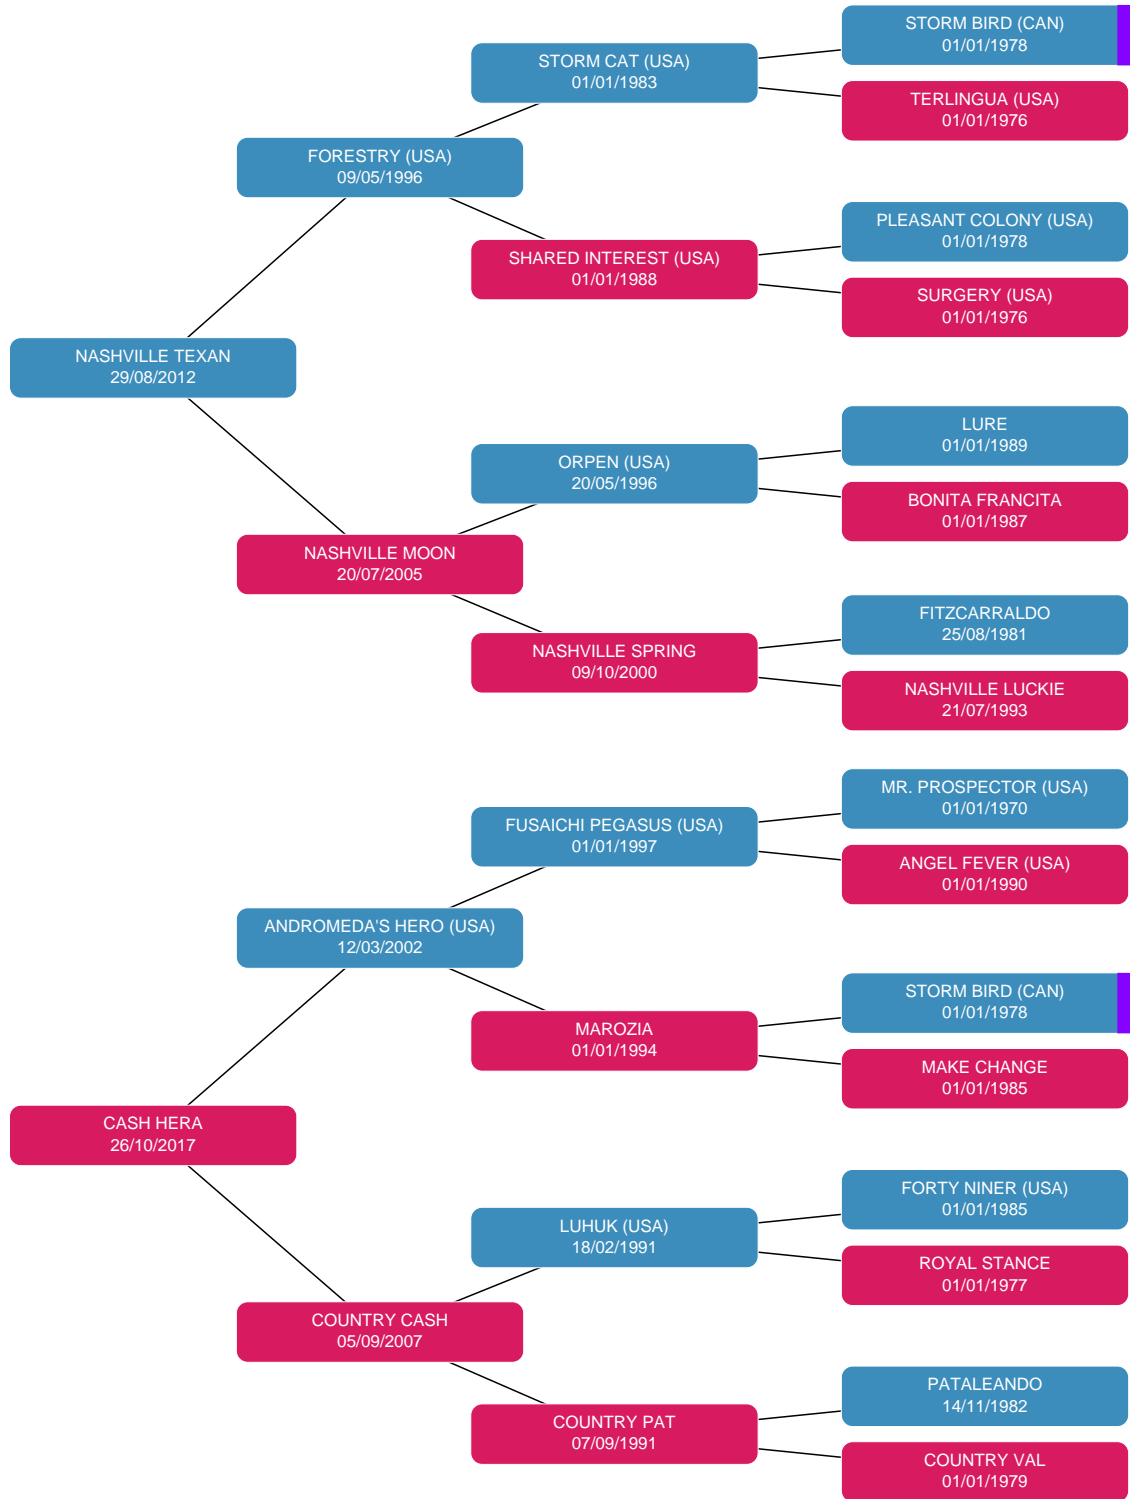 STORM BIRD (CAN)
01/01/1978
STORM CAT (USA)
01/01/1983
TERLINGUA (USA)
01/01/1976
FORESTRY (USA)
09/05/1996
PLEASANT COLONY (USA)
01/01/1978
SHARED INTEREST (USA)
01/01/1988
SURGERY (USA)
01/01/1976
NASHVILLE TEXAN
29/08/2012
LURE
01/01/1989
ORPEN (USA)
20/05/1996
BONITA FRANCITA
01/01/1987
NASHVILLE MOON
20/07/2005
FITZCARRALDO
25/08/1981
NASHVILLE SPRING
09/10/2000
NASHVILLE LUCKIE
21/07/1993
MR. PROSPECTOR (USA)
01/01/1970
FUSAICHI PEGASUS (USA)
01/01/1997
ANGEL FEVER (USA)
01/01/1990
ANDROMEDA'S HERO (USA)
12/03/2002
STORM BIRD (CAN)
01/01/1978
MAROZIA
01/01/1994
MAKE CHANGE
01/01/1985
CASH HERA
26/10/2017
FORTY NINER (USA)
01/01/1985
LUHUK (USA)
18/02/1991
ROYAL STANCE
01/01/1977
COUNTRY CASH
05/09/2007
PATALEANDO
14/11/1982
COUNTRY PAT
07/09/1991
COUNTRY VAL
01/01/1979